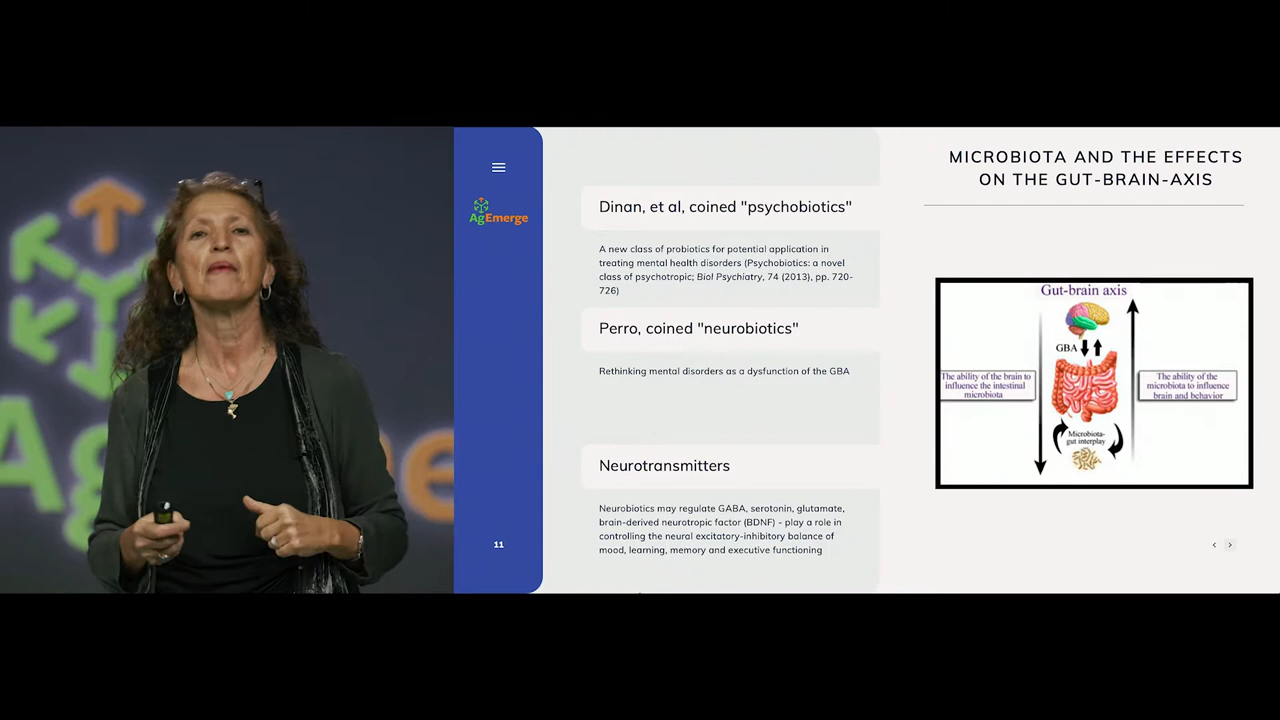 AgEmerge
Dinan, et al, coined "psychobiotics"
A new class of probiotics for potential application in
treating mental health disorders (Psychobiotics: a novel
class of psychotropic; Biol Psychiatry, 74 (2013), pp. 720-
726)
Perro, coined "neurobiotics"
Rethinking mental disorders as a dysfunction of the GBA
Neurotransmitters
Neurobiotics may regulate GABA, serotonin, glutamate,
brain-derived neurotropic factor (BDNF) - play a role in
controlling the neural excitatory-inhibitory balance of
mood, learning, memory and executive functioning
11
MICROBIOTA AND THE EFFECTS
ON THE GUT-BRAIN-AXIS
Gut-brain axis
GBA
The ability of the brain to
influence the intestinal
microbiota
The ability of the
microbiota to influence
brain and behavior
Microbiota-
gut interplay
Ag
e